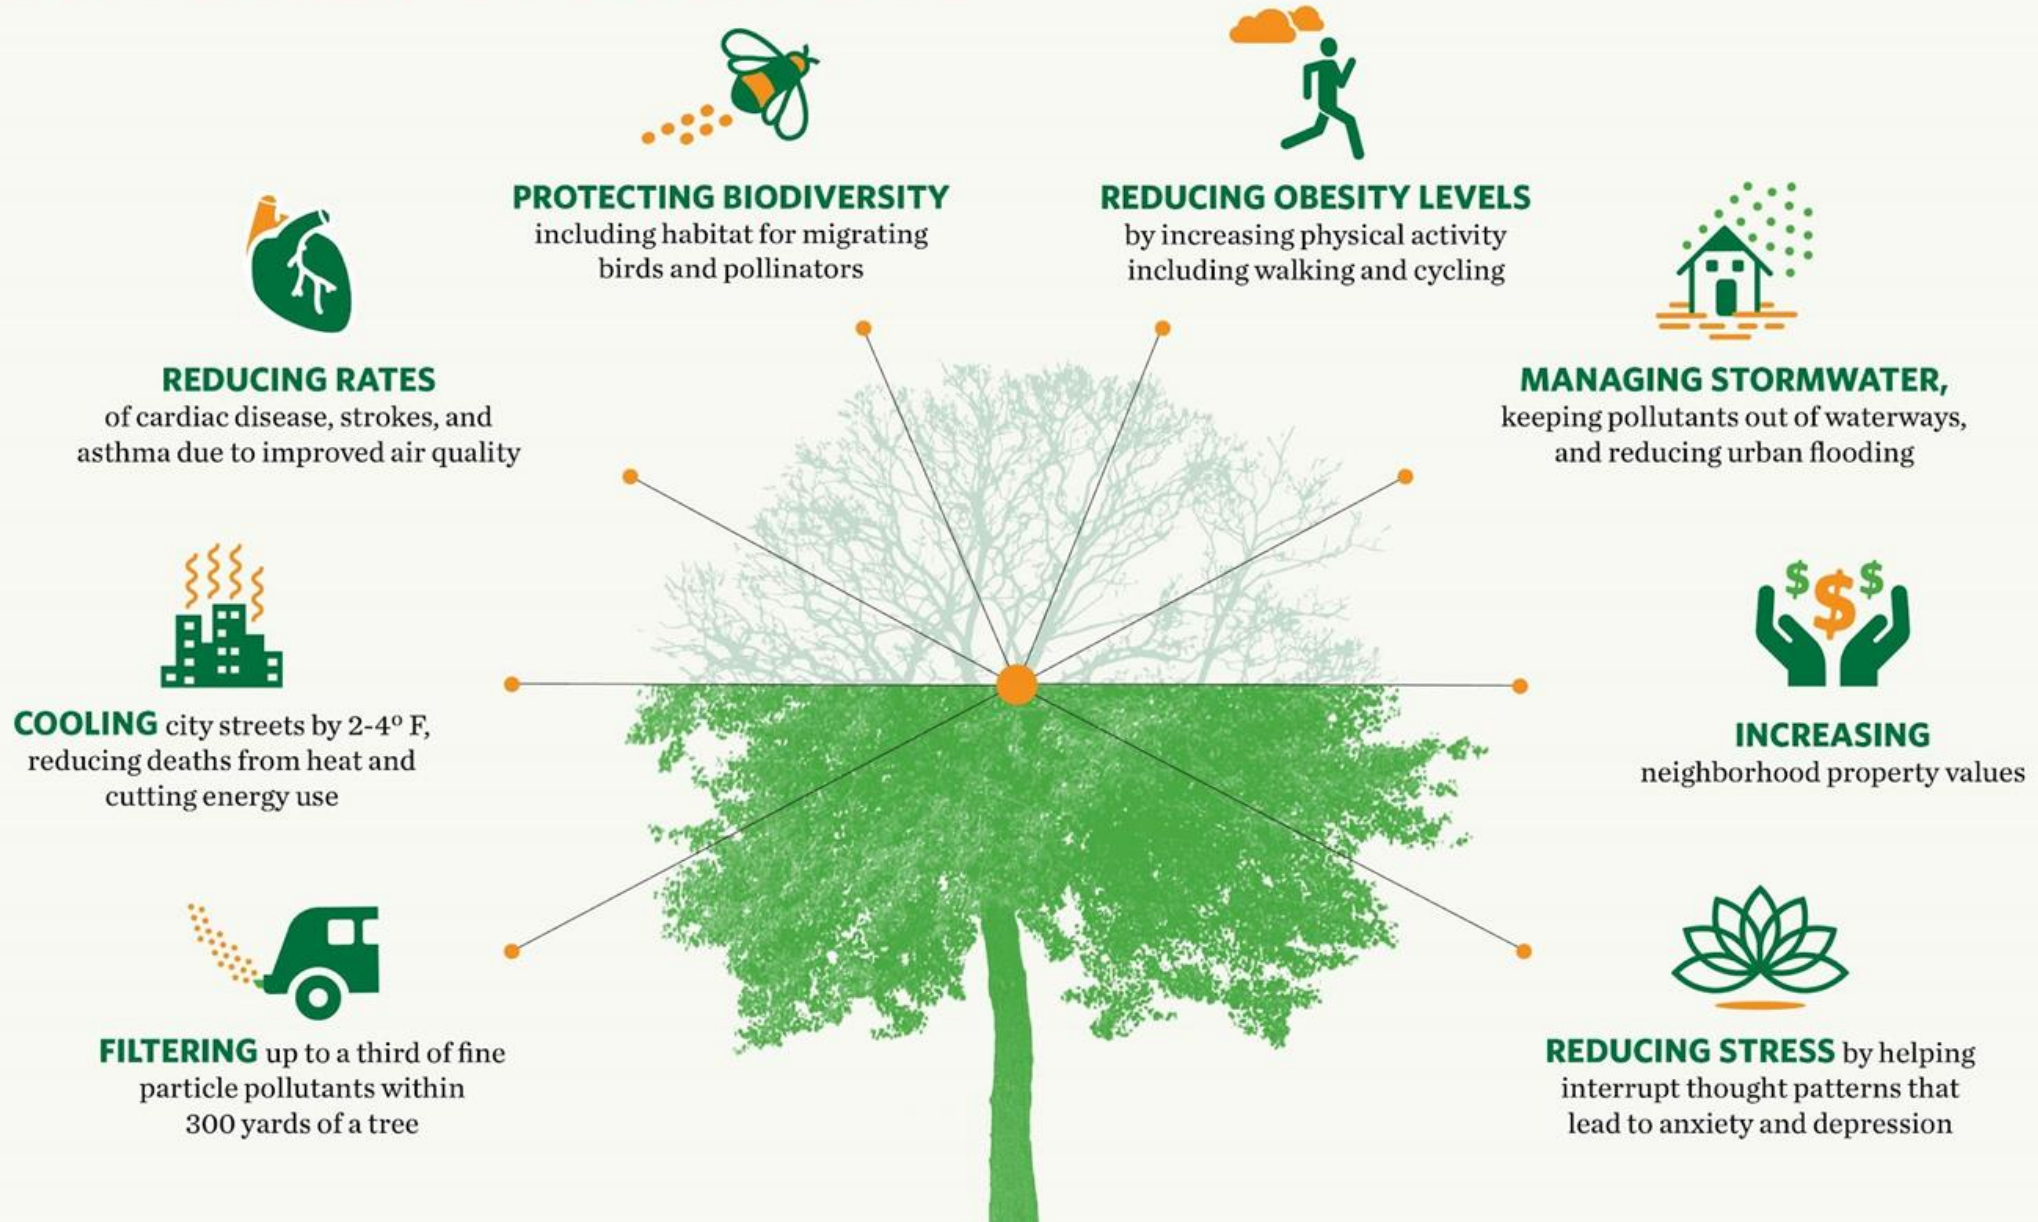 PROTECTING BIODIVERSITY
including habitat for migrating
birds and pollinators
REDUCING OBESITY LEVELS
by increasing physical activity
including walking and cycling
REDUCING RATES
of cardiac disease, strokes, and
asthma due to improved air quality
MANAGING STORMWATER,
keeping pollutants out of waterways,
and reducing urban flooding
COOLING city streets by 2-4º F,
reducing deaths from heat and
cutting energy use
$ $ $
INCREASING
neighborhood property values
FILTERING up to a third of fine
particle pollutants within
300 yards of a tree
REDUCING STRESS by helping
interrupt thought patterns that
lead to anxiety and depression